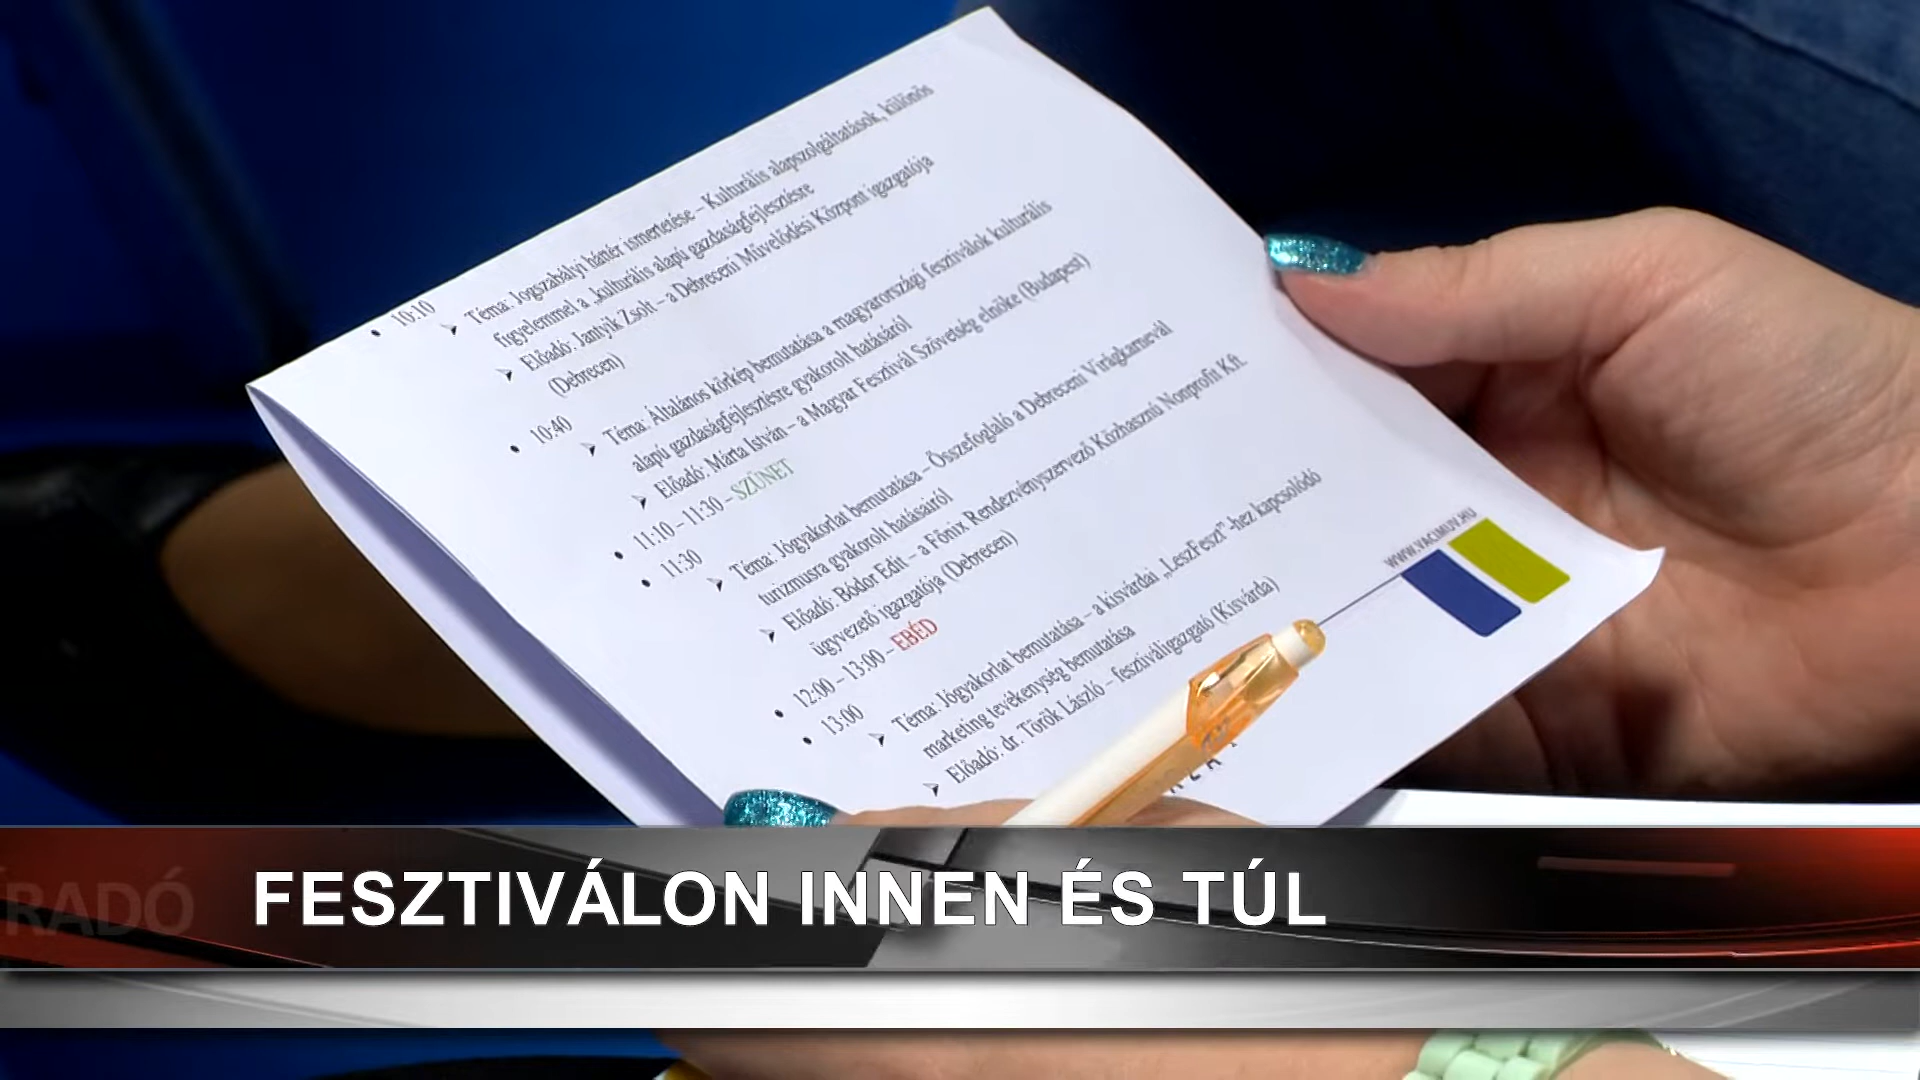 • 10:10
➢ Téma: Jogszabályi háttér ismertetése – Kulturális alapszolgáltatások, különös
figyelemmel a „kulturális alapú gazdaságfejlesztésre
➢ Előadó: Jantyik Zsolt – a Debreceni Művelődési Központ igazgatója
(Debrecen)
• 10:40
➢ Téma: Általános körkép bemutatása a magyarországi fesztiválok kulturális
alapú gazdaságfejlesztésre gyakorolt hatásáról
➢ Előadó: Márta István – a Magyar Fesztivál Szövetség elnöke (Budapest)
• 11:10 – 11:30 – SZÜNET
• 11:30
➢ Téma: Jógyakorlat bemutatása – Összefoglaló a Debreceni Virágkarnevál
turizmusra gyakorolt hatásairól
➢ Előadó: Bódor Edit – a Főnix Rendezvényszervező Közhasznú Nonprofit Kft.
ügyvezető igazgatója (Debrecen)
• 12:00 – 13:00 – EBÉD
• 13:00
➢ Téma: Jógyakorlat bemutatása – a kisvárdai „LeszFeszt”-hez kapcsolódó
marketing tevékenység bemutatása
➢ Előadó: dr. Török László – fesztiváligazgató (Kisvárda)
WWW.VACIMUV.HU
ÍRADÓ
FESZTIVÁLON INNEN ÉS TÚL